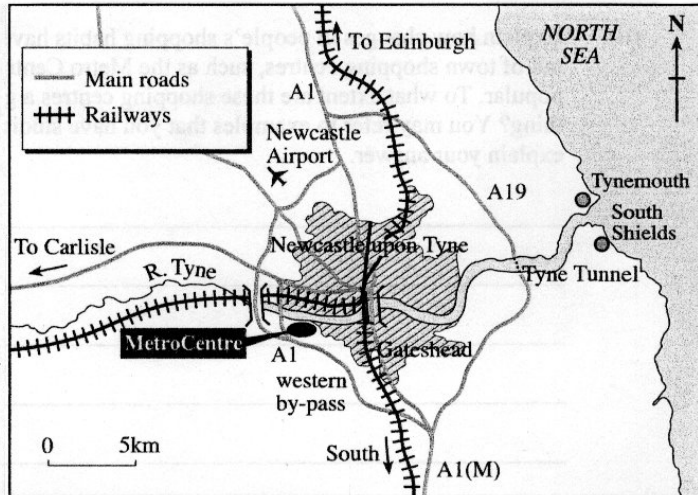 To Edinburgh
NORTH
SEA
N
Main roads
Railways
A1
Newcastle
Airport
A19
Tynemouth
South
Shields
To Carlisle
Newcastle upon Tyne
R. Tyne
Tyne Tunnel
MetroCentre
A1
western
by-pass
Gateshead
0 5km
South
A1(M)